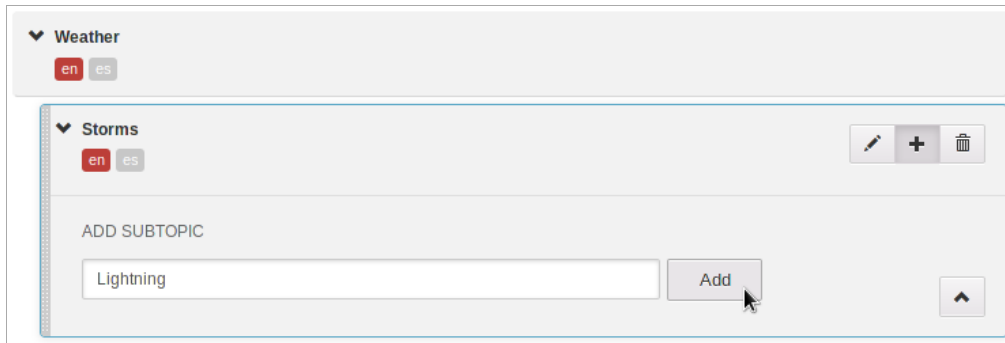 Weather
en es
Storms
en es
ADD SUBTOPIC
Lightning Add